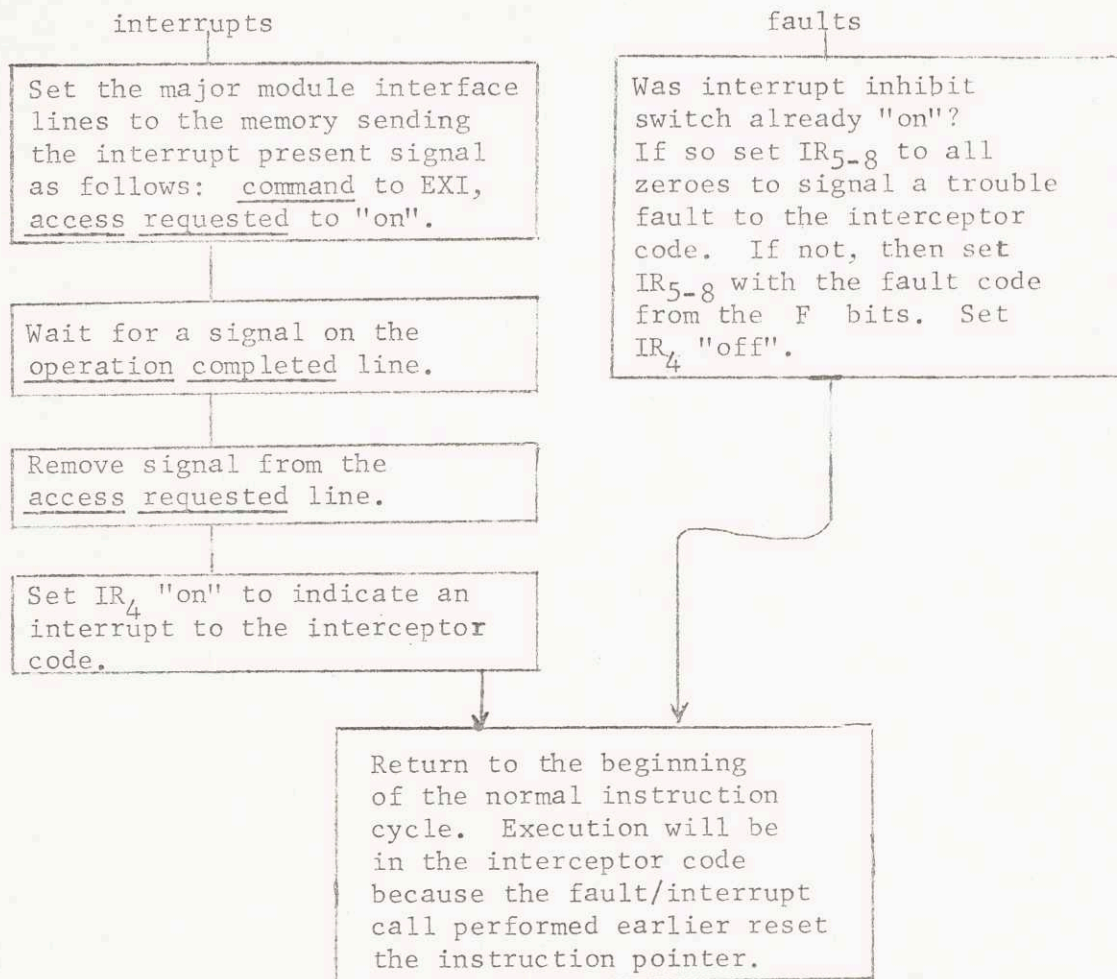 interrupts
Set the major module interface
lines to the memory sending
the interrupt present signal
as follows: command to EXI,
access requested to "on".
Wait for a signal on the
operation completed line.
Remove signal from the
access requested line.
Set IR4 "on" to indicate an
interrupt to the interceptor
code.
faults
Was interrupt inhibit
switch already "on"?
If so set IR5-8 to all
zeroes to signal a trouble
fault to the interceptor
code. If not, then set
IR5-8 with the fault code
from the F bits. Set
IR4 "off".
Return to the beginning
of the normal instruction
cycle. Execution will be
in the interceptor code
because the fault/interrupt
call performed earlier reset
the instruction pointer.